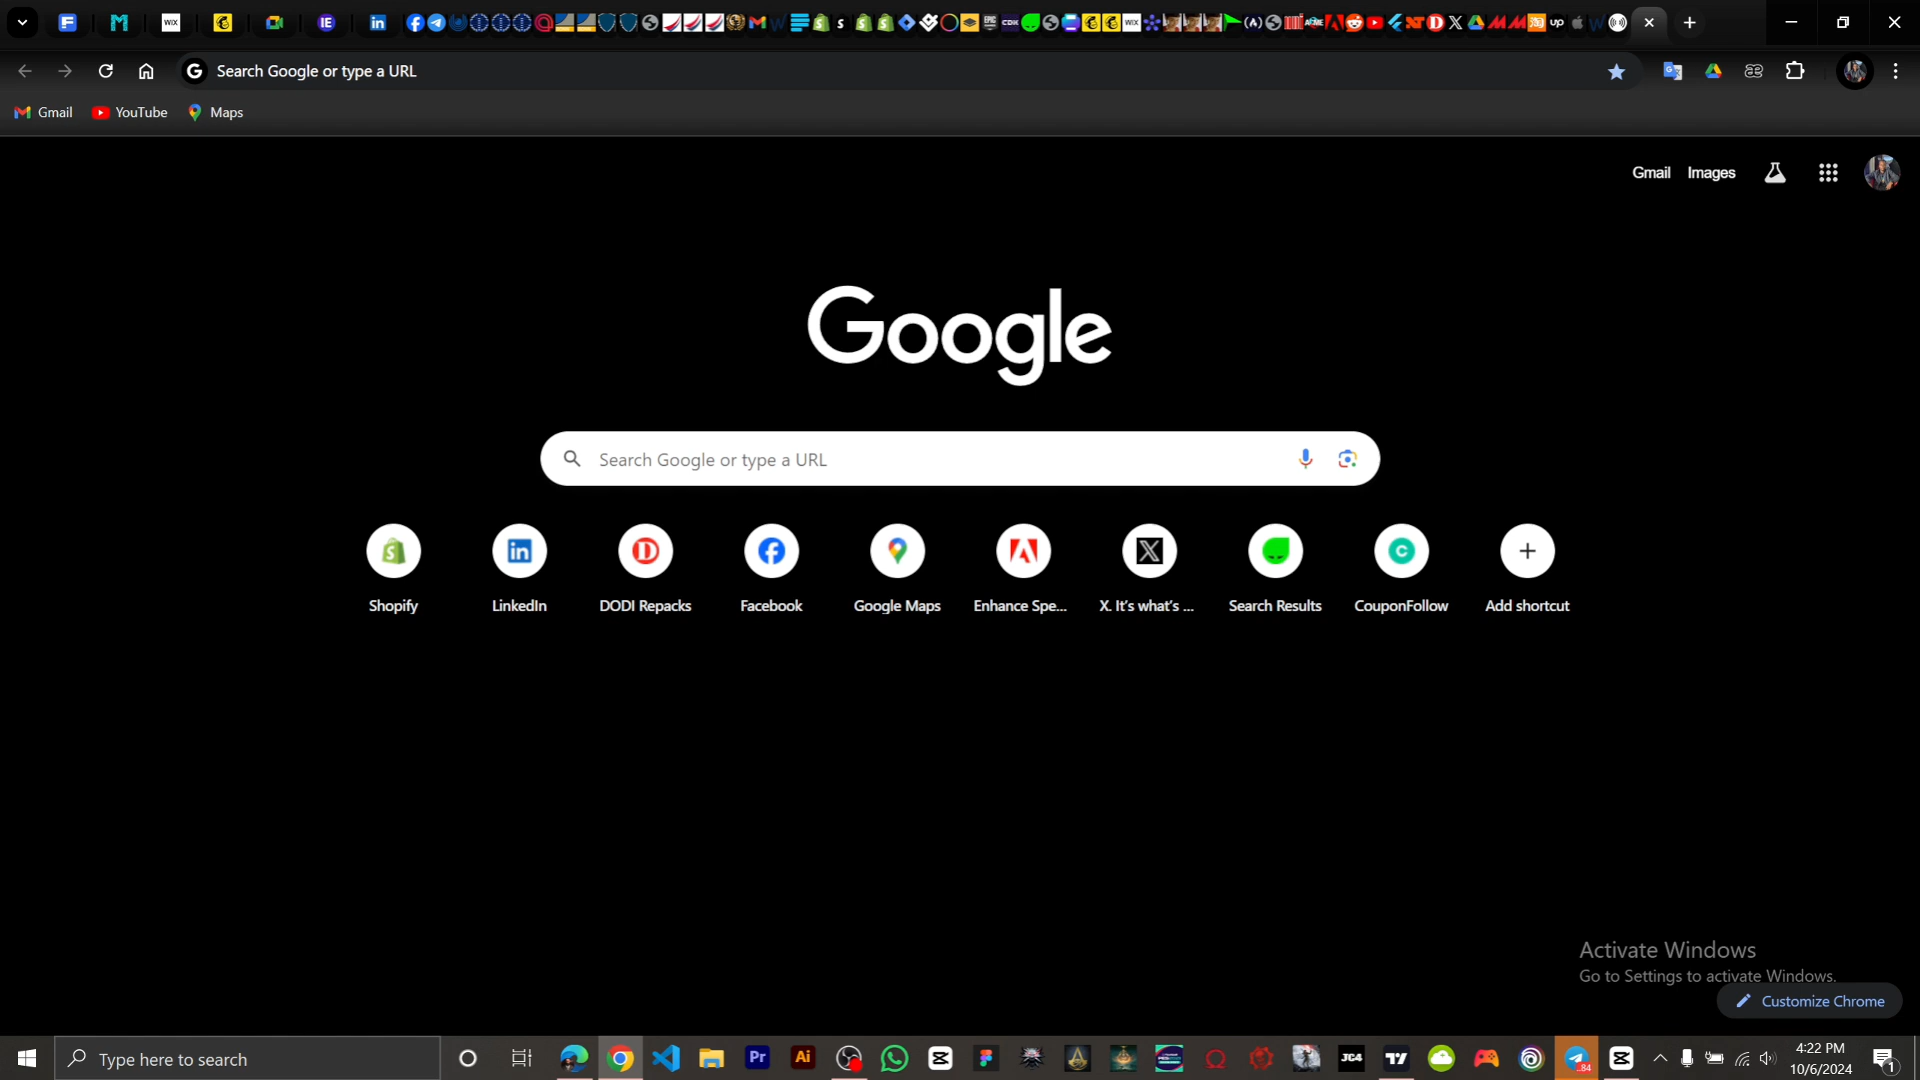 Search Google or type a URL
Gmail YouTube Maps
Gmail Images
Google
Search Google or type a URL
Shopify LinkedIn DODI Repacks Facebook Google Maps Enhance Spe... X. It's what's ... Search Results CouponFollow Add shortcut
Activate Windows
Go to Settings to activate Windows.
Customize Chrome
Type here to search
4:22 PM
10/6/2024